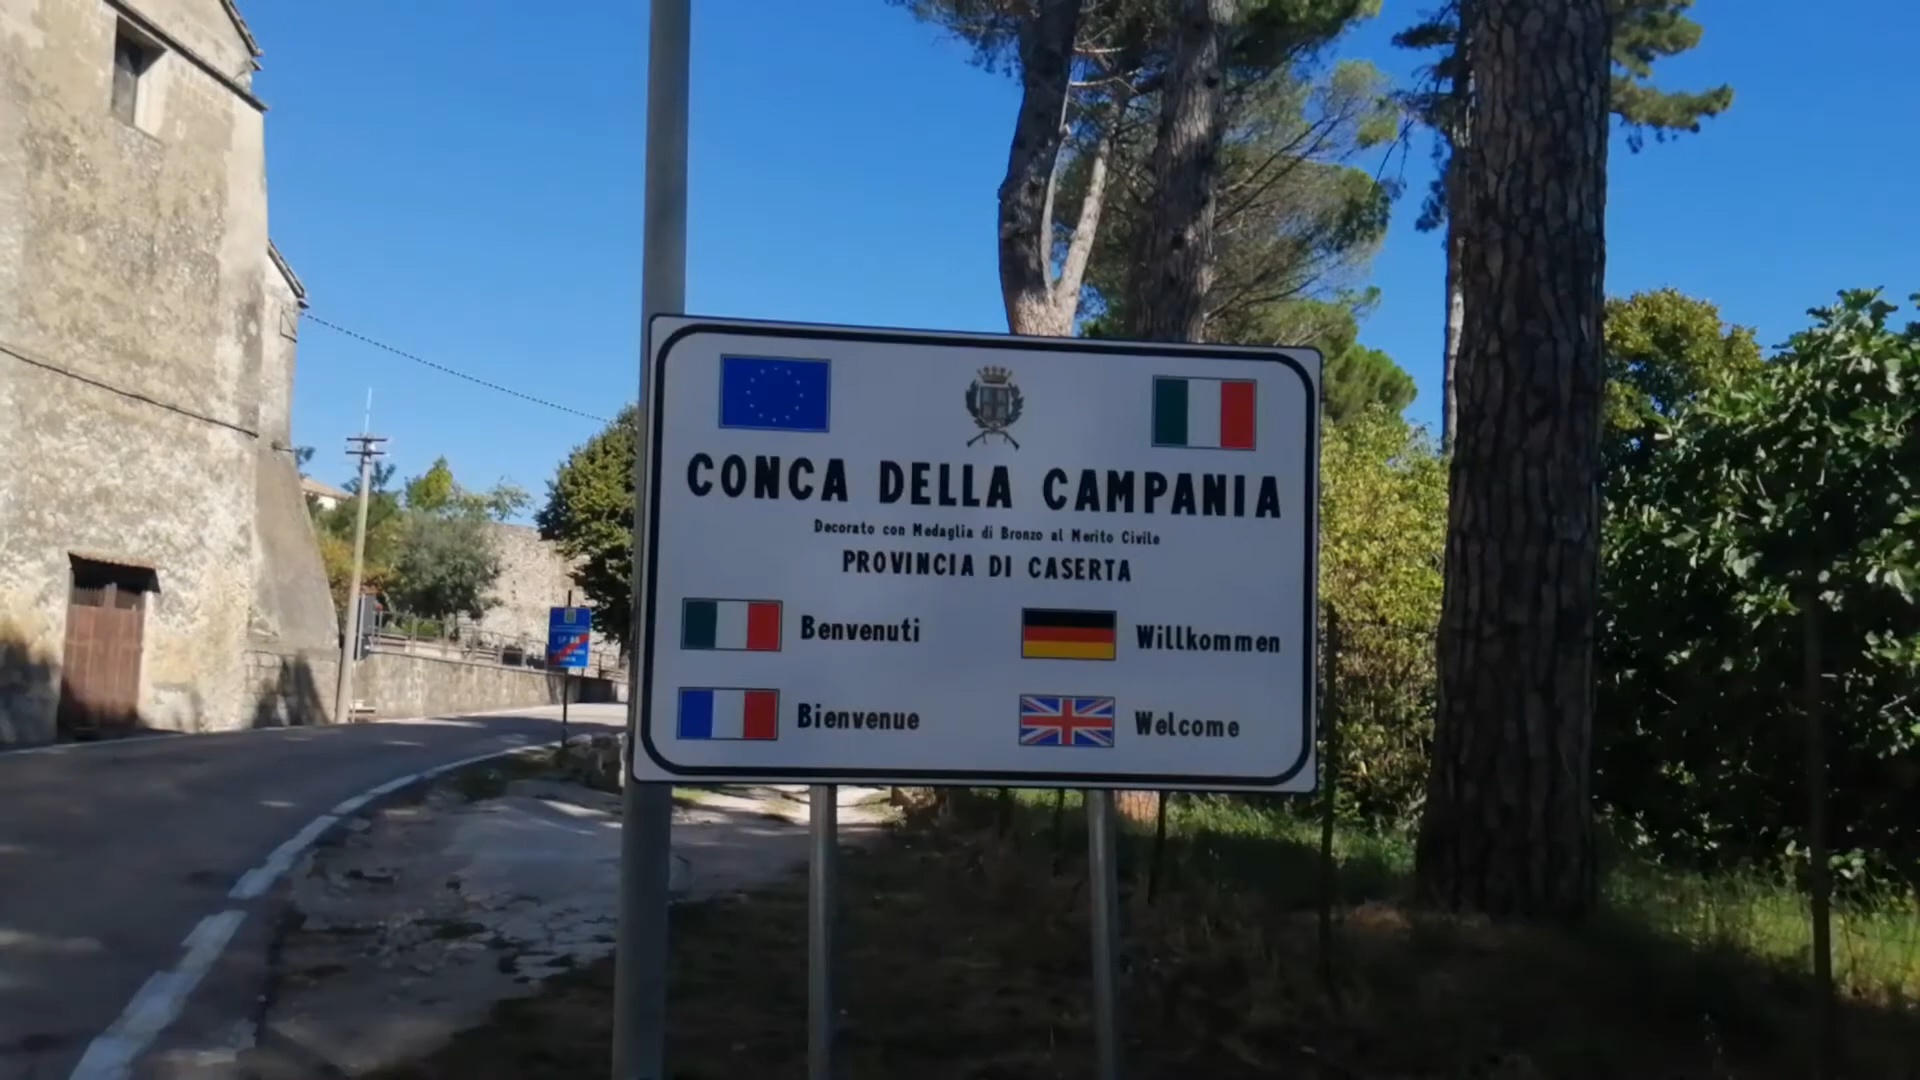 CONCA DELLA CAMPANIA
Decorato con Medaglia di Bronzo al Merito Civile
PROVINCIA DI CASERTA
Benvenuti
Willkommen
Bienvenue
Welcome